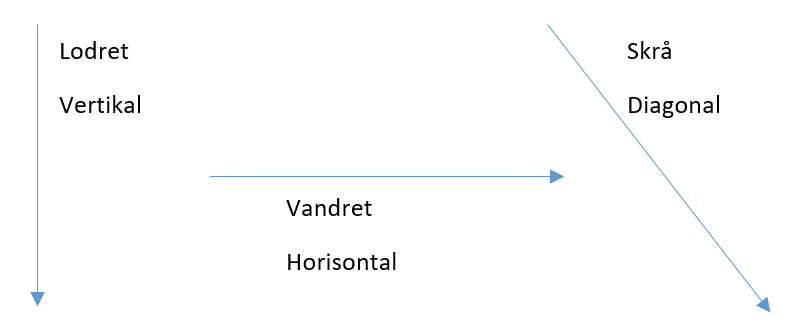 Lodret
Vertikal
Vandret
Horisontal
Skrå
Diagonal